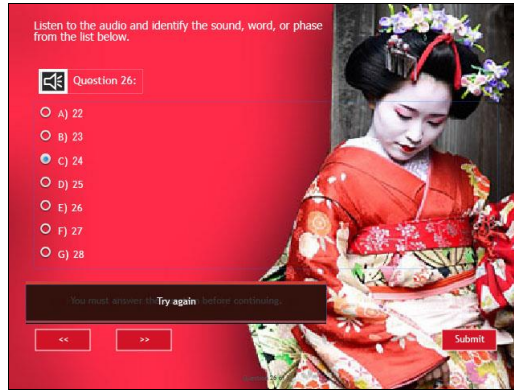 Listen to the audio and identify the sound, word, or phase
from the list below.
Question 26:
A) 22
B) 23
C) 24
D) 25
E) 26
F) 27
G) 28
You must answer th Try again before continuing.
<< >> Submit